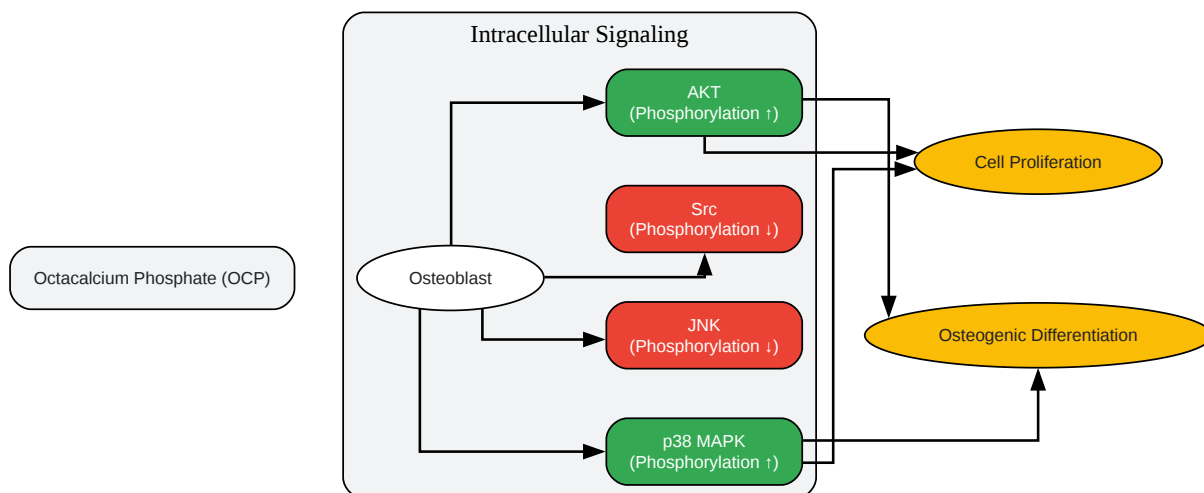 Intracellular Signaling
AKT
(Phosphorylation ↑)
Cell Proliferation
Src
(Phosphorylation ↓)
Octacalcium Phosphate (OCP)
Osteoblast
JNK
(Phosphorylation ↓)
Osteogenic Differentiation
p38 MAPK
(Phosphorylation ↑)